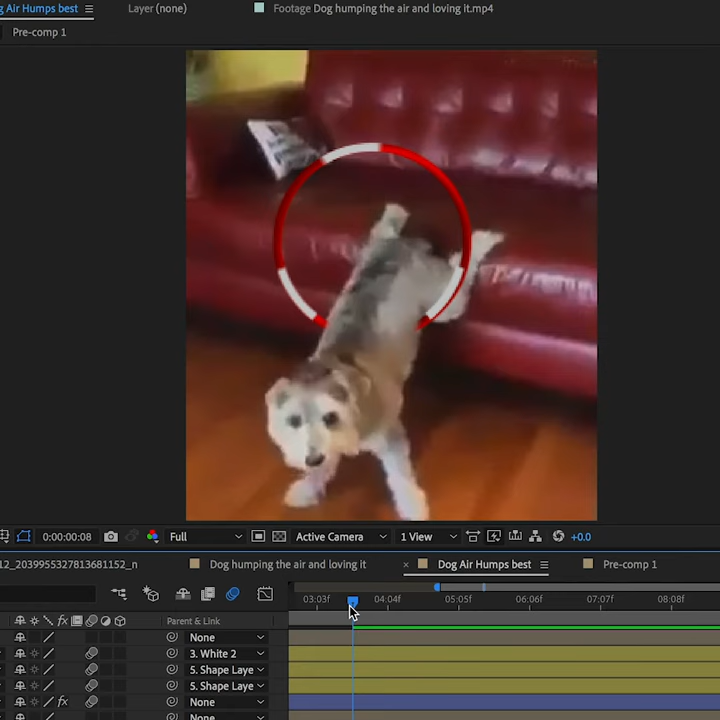 g Air Humps best
Layer (none)
Footage Dog humping the air and loving it.mp4
Pre-comp 1
0:00:00:08
Full
Active Camera
1 View
+0.0
12_2039955327813681152_n
Dog humping the air and loving it
× Dog Air Humps best
Pre-comp 1
03:03f
04:04f
05:05f
06:06f
07:07f
08:08f
fx
Parent & Link
None
3. White 2
5. Shape Laye
5. Shape Laye
fx
None
None